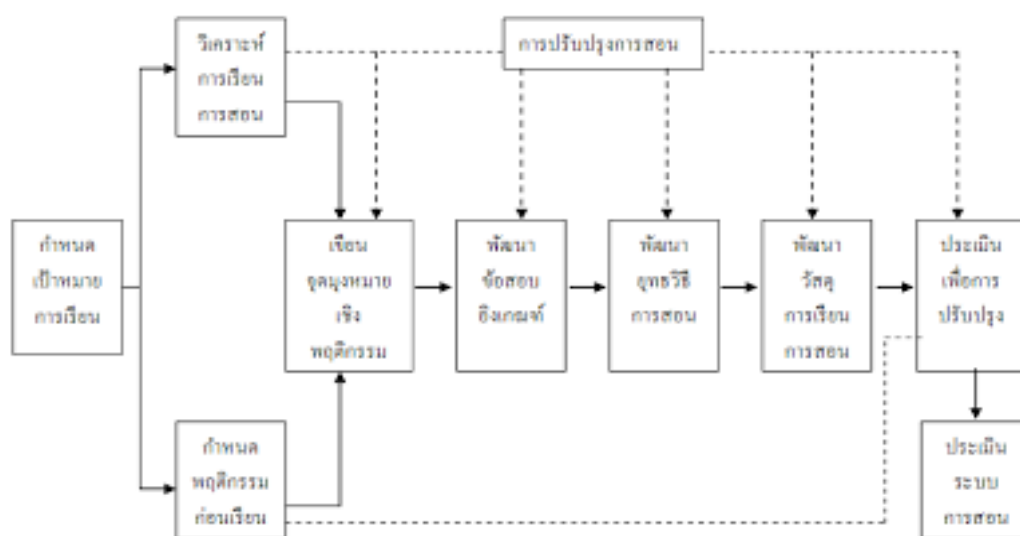 วิเคราะห์
การเรียน
การสอน
การปรับปรุงการสอน
กำหนด
เป้าหมาย
การเรียน
เขียน
จุดมุ่งหมาย
เชิง
พฤติกรรม
พัฒนา
ข้อสอบ
อิงเกณฑ์
พัฒนา
ยุทธวิธี
การสอน
พัฒนา
วัสดุ
การเรียน
การสอน
ประเมิน
เพื่อการ
ปรับปรุง
กำหนด
พฤติกรรม
ก่อนเรียน
ประเมิน
ระบบ
การสอน